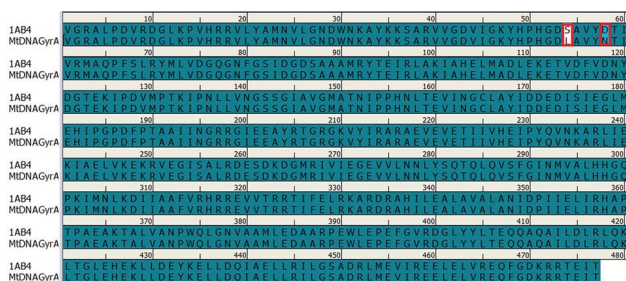 10 20 30 40 50 60
1AB4 VGRALPDVRDGLKPVHRRVLYAMNVLGNDWNKAYKKSARVVGDVIGKYHPHGDSAVYDTI
MtDNAGyrA VGRALPDVRDGLKPVHRRVLYAMNVLGNDWNKAYKKSARVVGDVIGKYHPHGDLAVYNTI
70 80 90 100 110 120
1AB4 VRMAQPFSLRYMLVDGQGNFGSIDGDSAAAMRYTEIRLAKIAHELMADLEKETVDFVDNY
MtDNAGyrA VRMAQPFSLRYMLVDGQGNFGSIDGDSAAAMRYTEIRLAKIAHELMADLEKETVDFVDNY
130 140 150 160 170 180
1AB4 DGTEKIPDVMPTKIPNLLVNGSSGIAVGMATNIPPHNLTEVINGCLAYIDDEDISIEGLM
MtDNAGyrA DGTEKIPDVMPTKIPNLLVNGSSGIAVGMATNIPPHNLTEVINGCLAYIDDEDISIEGLM
190 200 210 220 230 240
1AB4 EHIPGPDFPTAAIINGRRGIEEAYRTGRGKVYIRARAEVEVETIIVHEIPYQVNKARLIE
MtDNAGyrA EHIPGPDFPTAAIINGRRGIEEAYRTGRGKVYIRARAEVEVETIIVHEIPYQVNKARLIE
250 260 270 280 290 300
1AB4 KIAELVKEKRVEGISALRDESDKDGMRIVIEGEVVLNNLYSQTQLQVSFGINMVALHHGQ
MtDNAGyrA KIAELVKEKRVEGISALRDESDKDGMRIVIEGEVVLNNLYSQTQLQVSFGINMVALHHGQ
310 320 330 340 350 360
1AB4 PKIMNLKDIIAAFVRHRREVVTRRTIFELRKARDRAHILEALAVALANIDPIIELIRHAP
MtDNAGyrA PKIMNLKDIIAAFVRHRREVVTRRTIFELRKARDRAHILEALAVALANIDPIIELIRHAP
370 380 390 400 410 420
1AB4 TPAEAKTALVANPWQLGNVAAMLEDAARPEWLEPEFGVRDGLYYLTEQQAQAILDLRLQK
MtDNAGyrA TPAEAKTALVANPWQLGNVAAMLEDAARPEWLEPEFGVRDGLYYLTEQQAQAILDLRLQK
430 440 450 460 470 480
1AB4 LTGLEHEKLLDEYKELLDQIAELLRILGSADRLMEVIREELELVREQFGDKRRTEIT
MtDNAGyrA LTGLEHEKLLDEYKELLDQIAELLRILGSADRLMEVIREELELVREQFGDKRRTEIT